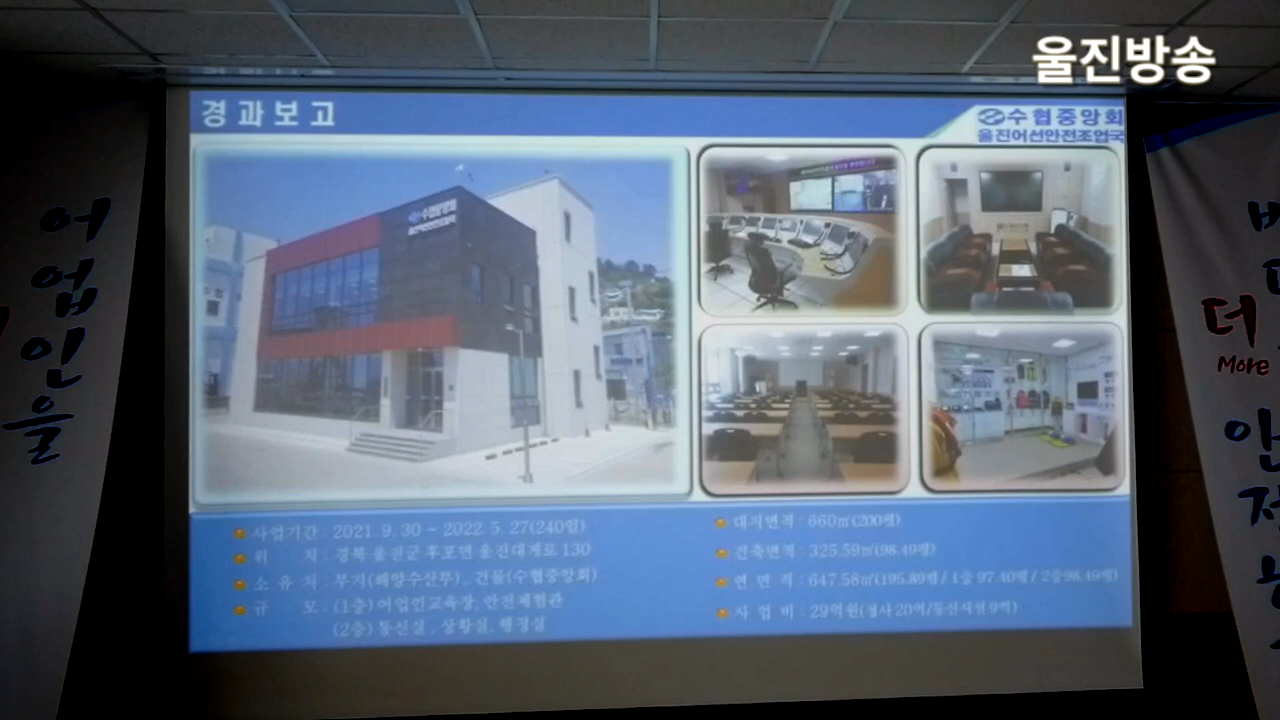 울진방송
경과보고
수협중앙회
울진어선안전조업국
수협중앙회
사업기간 : 2021. 9. 30 ~ 2022. 5. 27(240일)
위 치 : 경북 울진군 후포면 울진대게로 130
소 유 처 : 부지(해양수산부), 건물(수협중앙회)
규 모 : (1층) 어업인교육장, 안전체험관
(2층) 통신실, 상황실, 행정실
대지면적 : 660㎡(200평)
건축면적 : 325.59㎡(98.49평)
연 면 적 : 647.58㎡(195.89평 / 1층 97.40평 / 2층98.49평)
사 업 비 : 29억원(청사 20억/통신시설 9억)
어업인을
더
More
안전